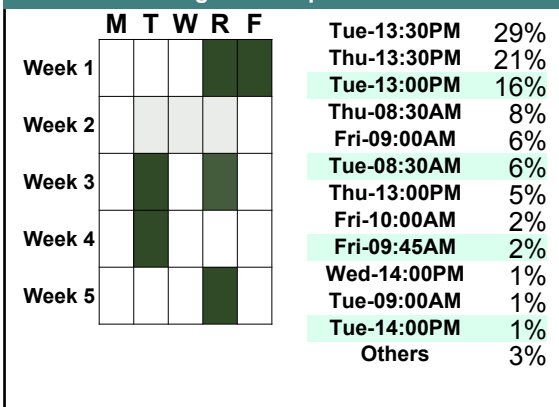 M T W R F
Week 1
Week 2
Week 3
Week 4
Week 5
Tue-13:30PM 29%
Thu-13:30PM 21%
Tue-13:00PM 16%
Thu-08:30AM 8%
Fri-09:00AM 6%
Tue-08:30AM 6%
Thu-13:00PM 5%
Fri-10:00AM 2%
Fri-09:45AM 2%
Wed-14:00PM 1%
Tue-09:00AM 1%
Tue-14:00PM 1%
Others 3%